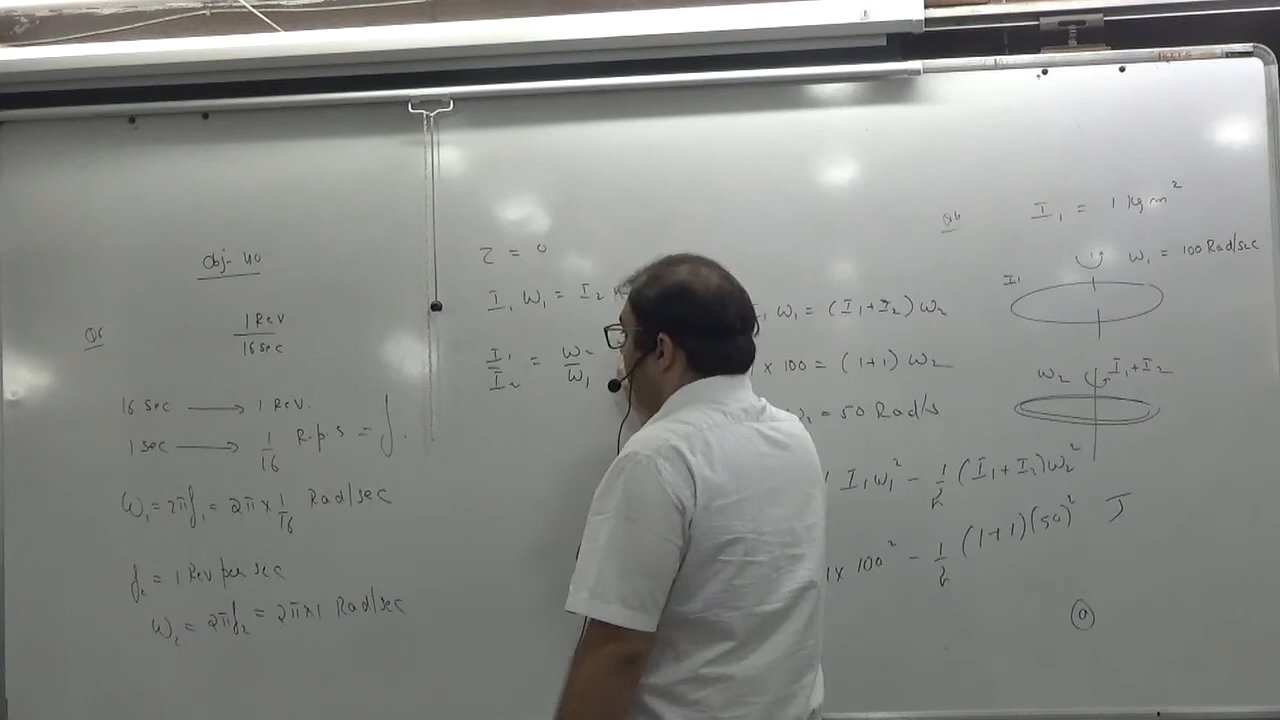 Obj- 40
Q5
1 Rev
16 sec
16 sec → 1 Rev.
1 sec → 1/16 R.p.s = f.
ω₁ = 2πf₁ = 2π × 1/16 Rad/sec
f₂ = 1 Rev per sec
ω₂ = 2πf₂ = 2π×1 Rad/sec
τ = 0
I₁ ω₁ = I₂
I₁/I₂ = ω₂/ω₁
I₁ = 1 kg m²
ω₁ = 100 Rad/sec
I₁
ω₂ I₁+I₂
ω₁ = (I₁+I₂) ω₂
× 100 = (1+1) ω₂
= 50 Rad/s
I₁ω₁² - 1/2 (I₁+I₂)ω₂²
1× 100² - 1/2 (1+1)(50)² J